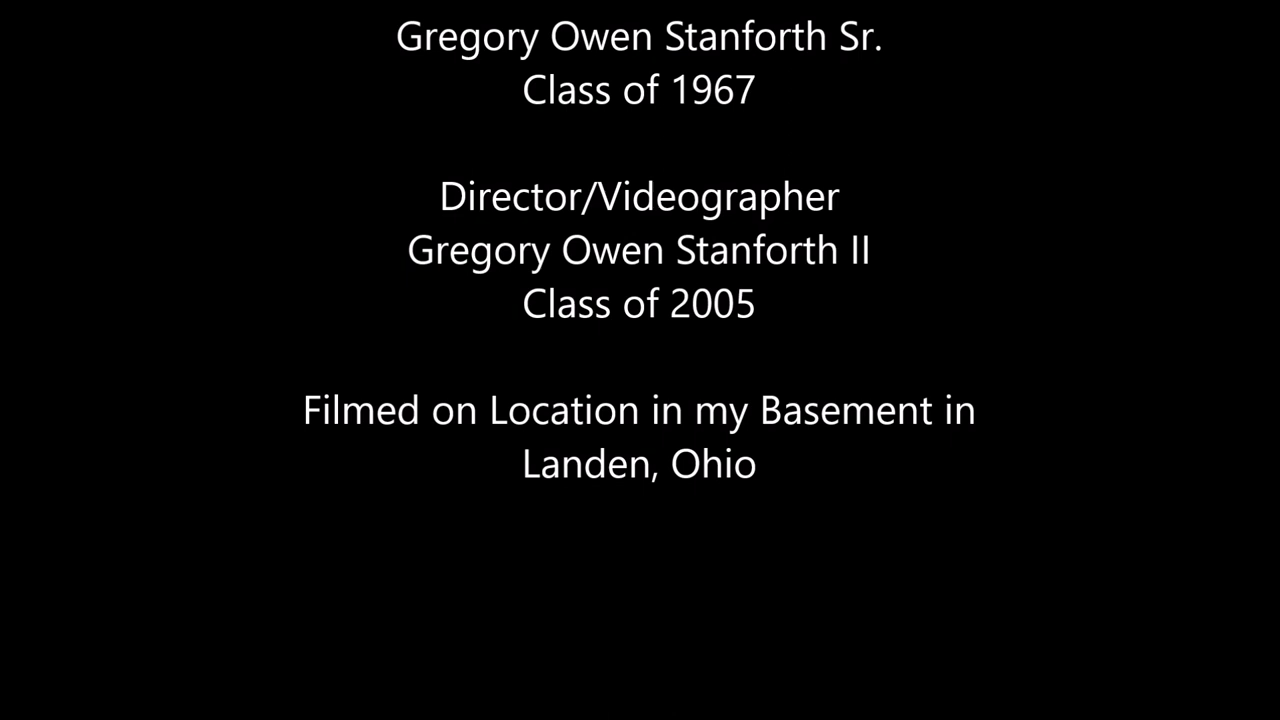 Gregory Owen Stanforth Sr.
Class of 1967
Director/Videographer
Gregory Owen Stanforth II
Class of 2005
Filmed on Location in my Basement in
Landen, Ohio